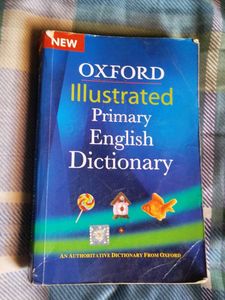 NEW
OXFORD
Illustrated
Primary
English
Dictionary
AN AUTHORITATIVE DICTIONARY FROM OXFORD